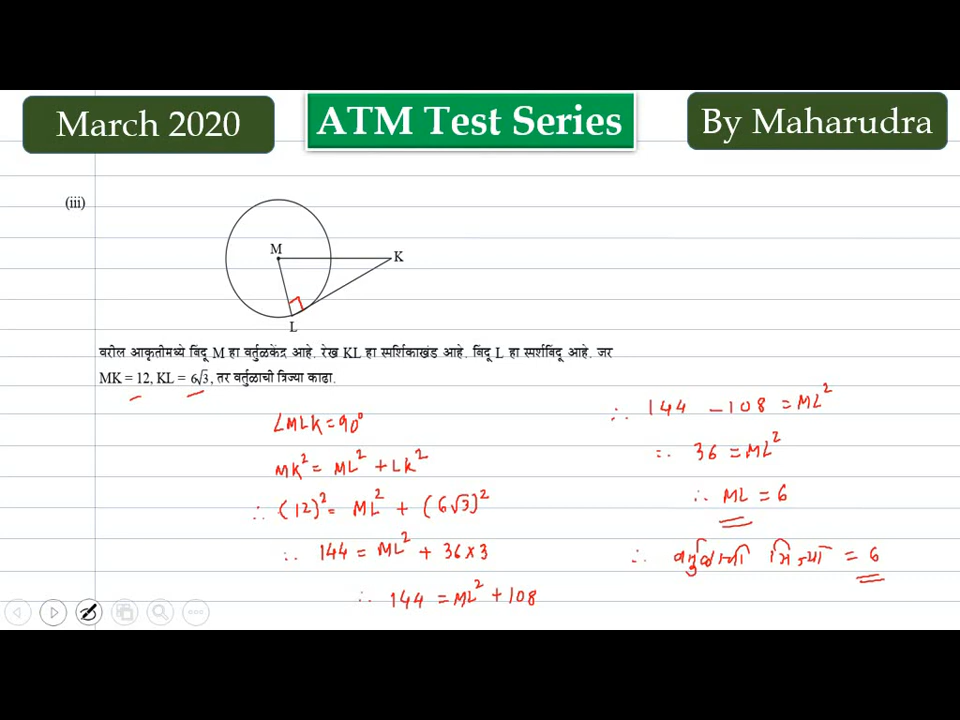 March 2020
ATM Test Series
By Maharudra
(iii)
M
K
L
वरील आकृतीमध्ये बिंदू M हा वर्तुळकेंद्र आहे. रेख KL हा स्पर्शिकाखंड आहे. बिंदू L हा स्पर्शबिंदू आहे. जर
MK = 12, KL = 6√3, तर वर्तुळाची त्रिज्या काढा.
∠MLK = 90°
MK² = ML² + LK²
∴ (12)² = ML² + (6√3)²
∴ 144 = ML² + 36 × 3
∴ 144 = ML² + 108
∴ 144 – 108 = ML²
∴ 36 = ML²
∴ ML = 6
∴ वर्तुळाची त्रिज्या = 6